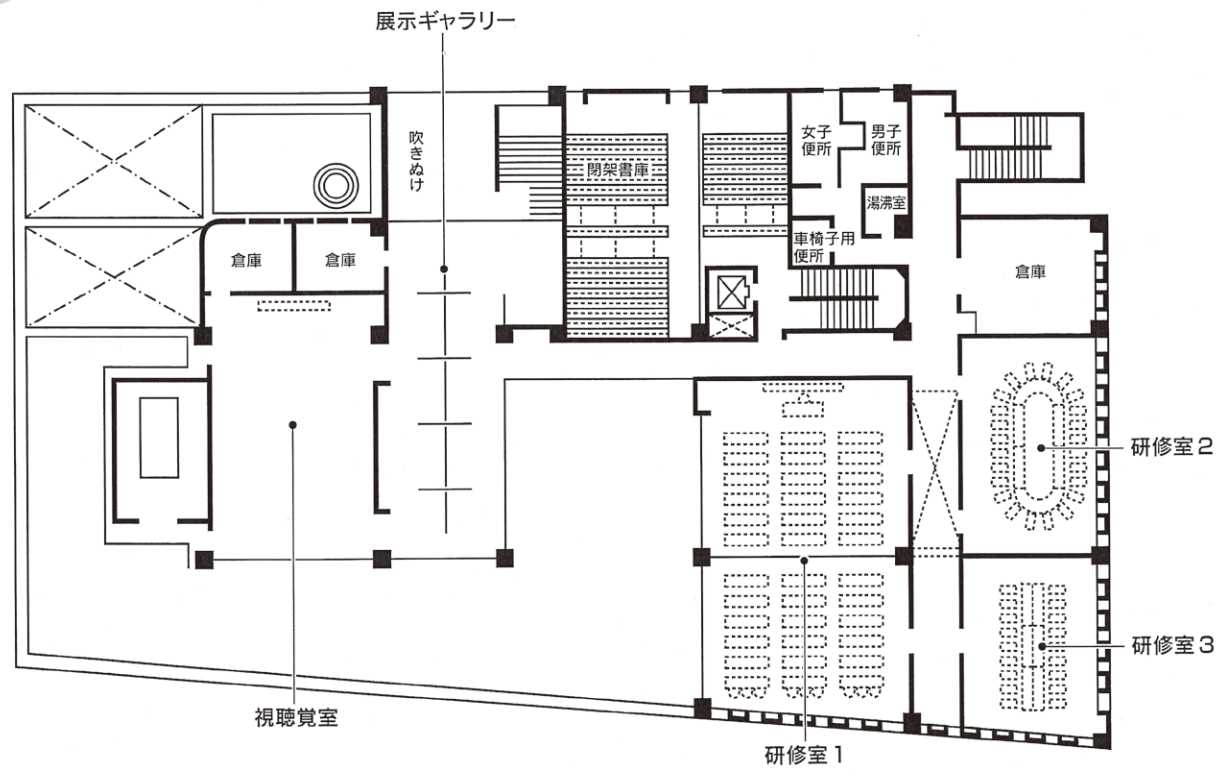 展示ギャラリー
吹きぬけ
閉架書庫
女子
便所
男子
便所
湯沸室
車椅子用
便所
倉庫
倉庫
倉庫
研修室2
研修室3
視聴覚室
研修室1